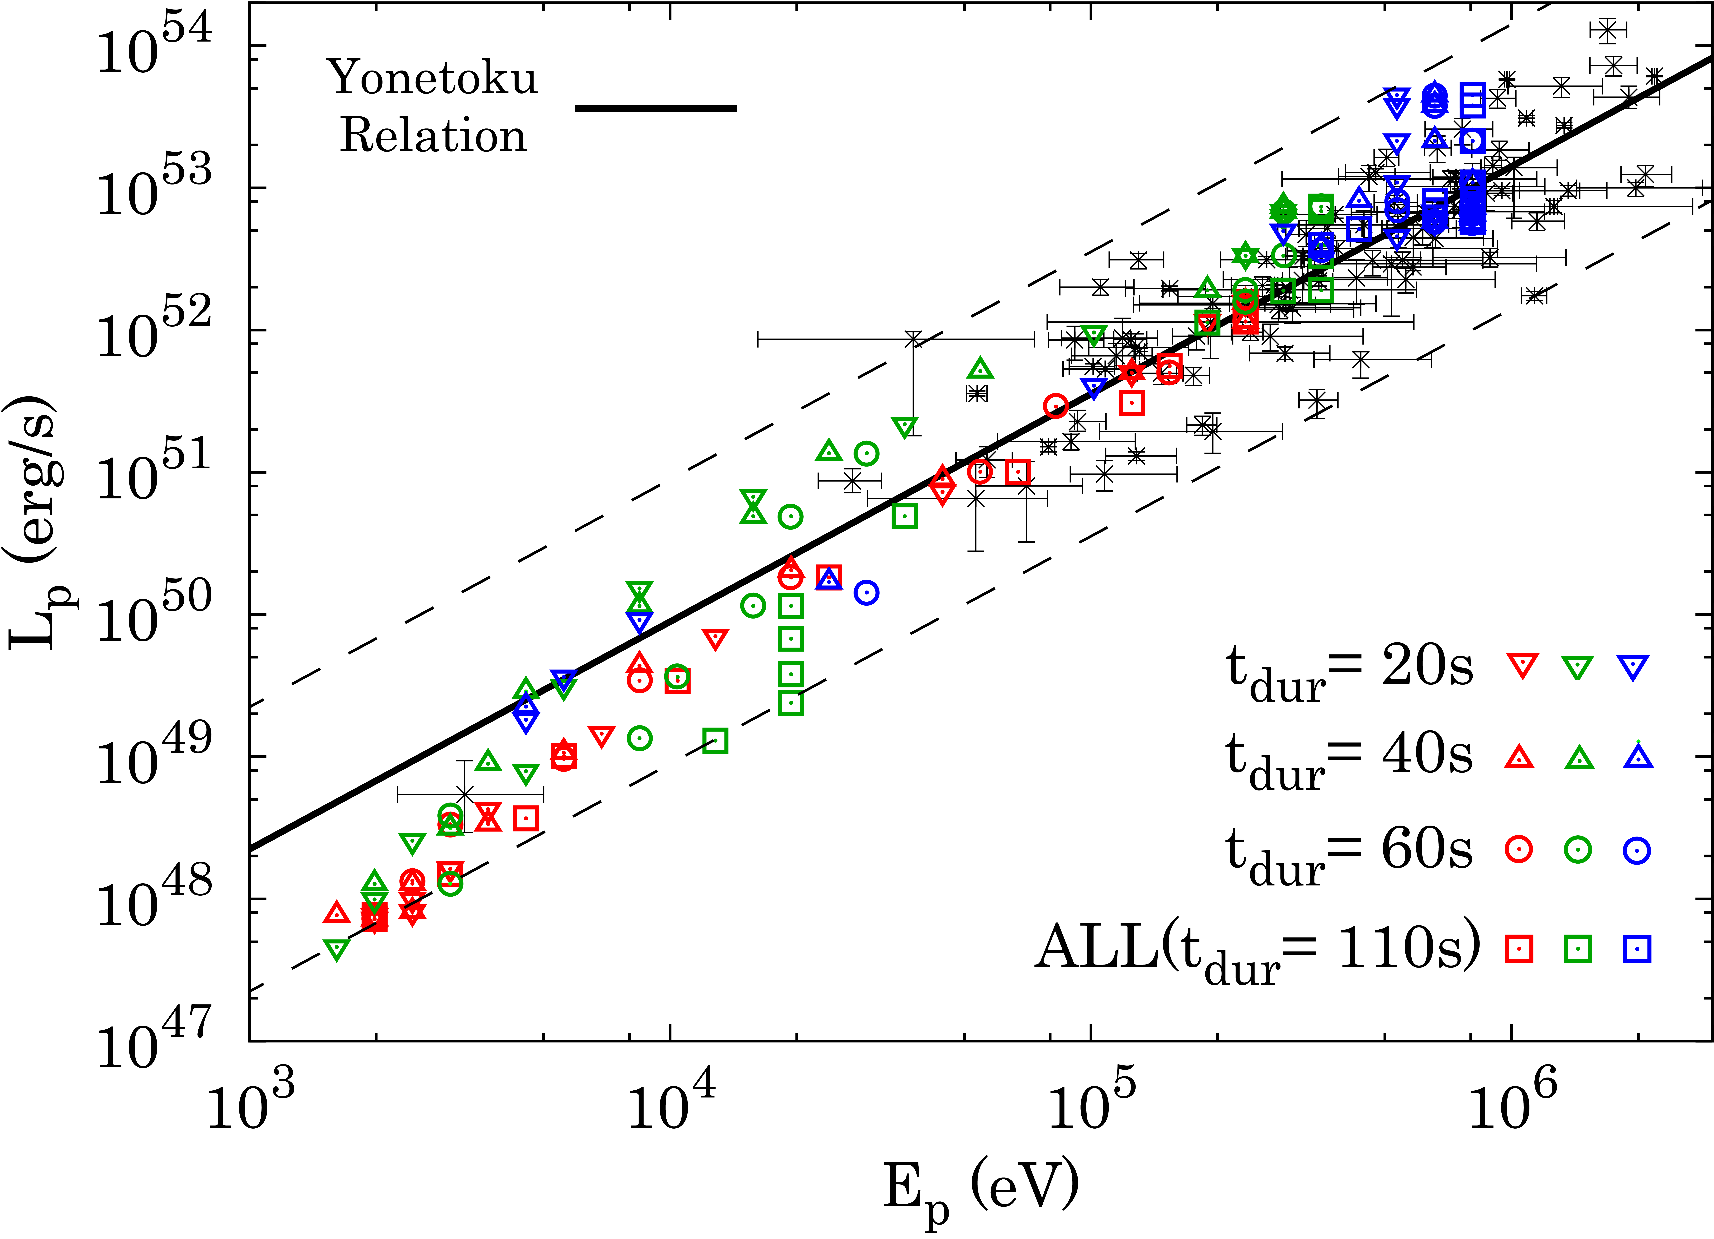 10^54
Yonetoku
Relation
10^53
10^52
10^51
10^50
10^49
10^48
10^47
L_p (erg/s)
t_dur= 20s
t_dur= 40s
t_dur= 60s
ALL(t_dur= 110s)
10^3 10^4 10^5 10^6
E_p (eV)